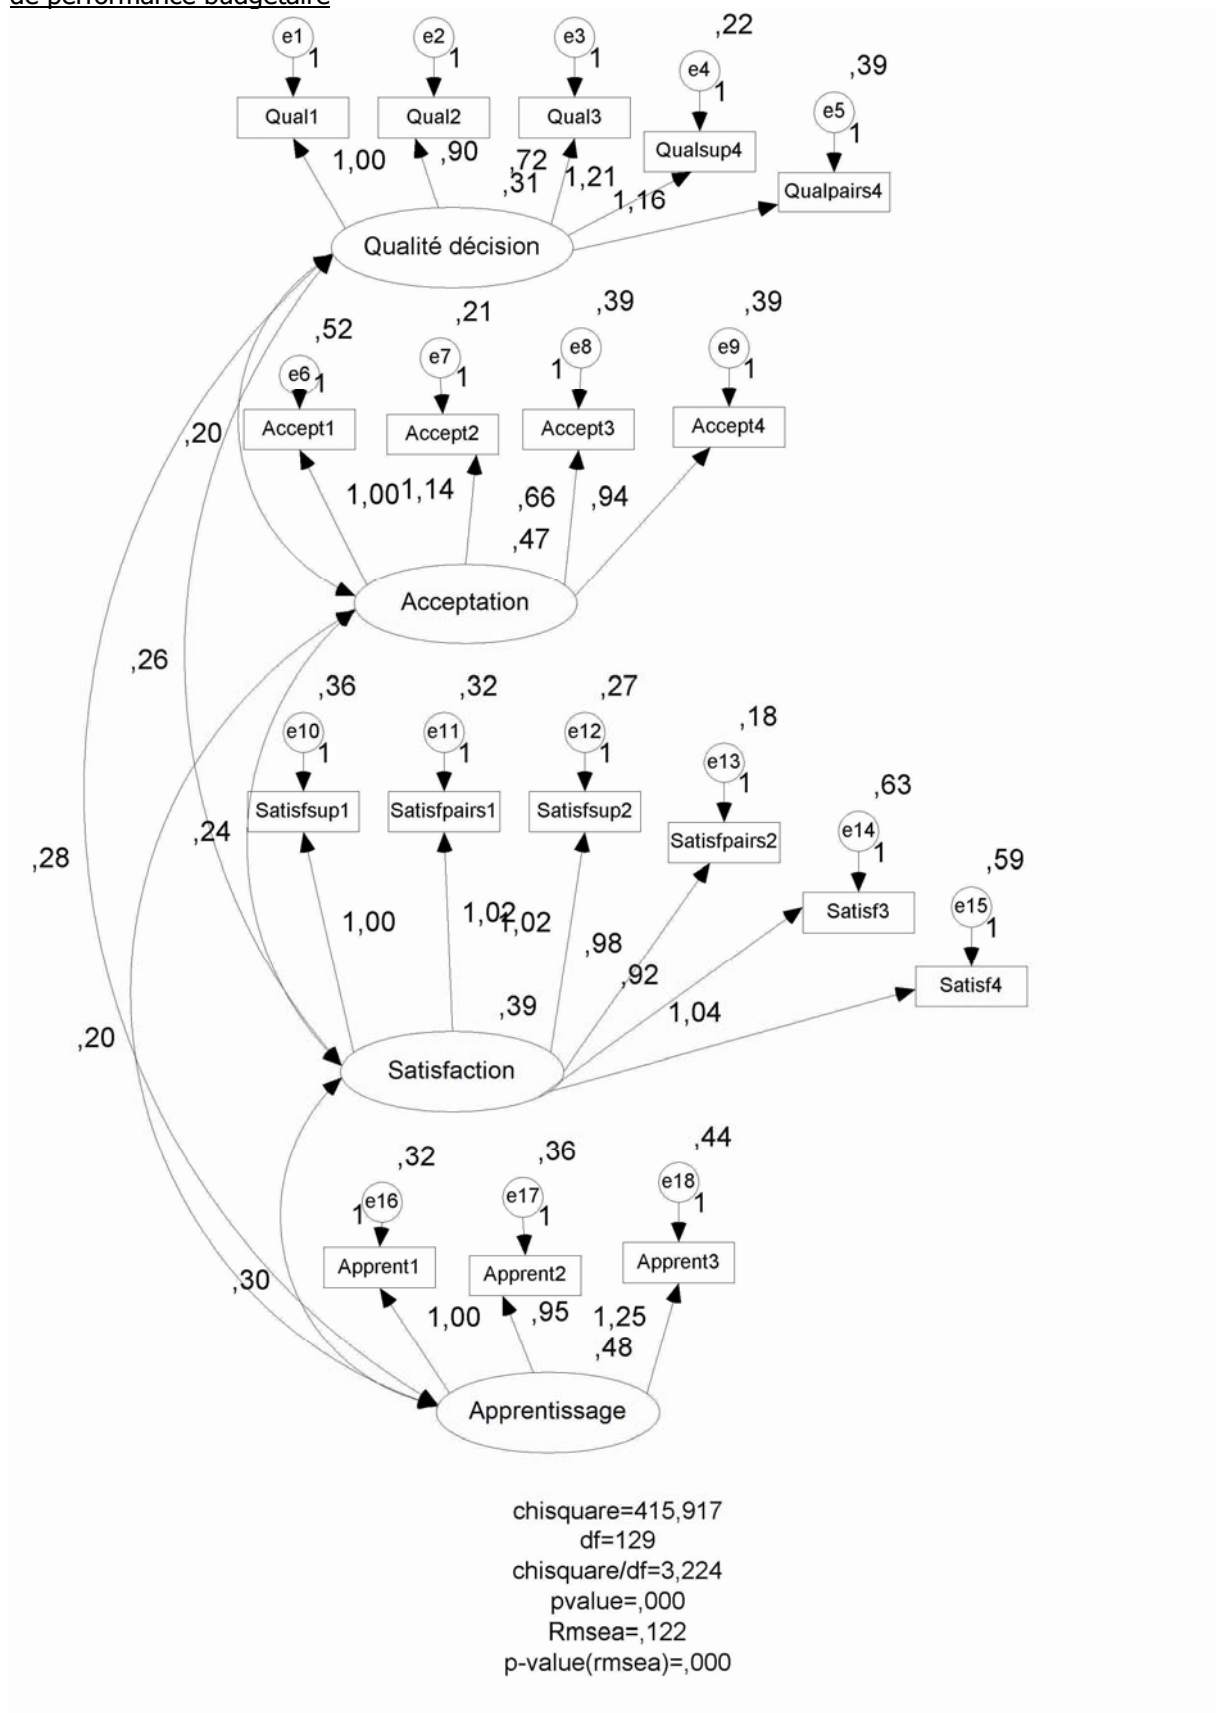 de performance budgétaire
e1 e2 e3 ,22
1 1 1 e4 ,39
1 e5
1
Qual1 Qual2 Qual3
Qualsup4
Qualpairs4
1,00 ,90 ,72 1,21
,31 1,16
Qualité décision
,52 ,21 ,39 ,39
e6 e7 e8 e9
1 1 1 1
Accept1 Accept2 Accept3 Accept4
,20
1,00 1,14 ,66 ,94
,47
Acceptation
,26
,36 ,32 ,27 ,18
e10 e11 e12 e13
1 1 1 1
,63
e14
1
,59
e15
1
Satisfsup1 Satisfpairs1 Satisfsup2
Satisfpairs2
Satisf3
Satisf4
,24
,28
1,00 1,02 1,02 ,98 ,92 1,04
,39
,20
Satisfaction
,32 ,36 ,44
e16 e17 e18
1 1 1
Apprent1 Apprent2 Apprent3
,30
1,00 ,95 1,25
,48
Apprentissage
chisquare=415,917
df=129
chisquare/df=3,224
pvalue=,000
Rmsea=,122
p-value(rmsea)=,000